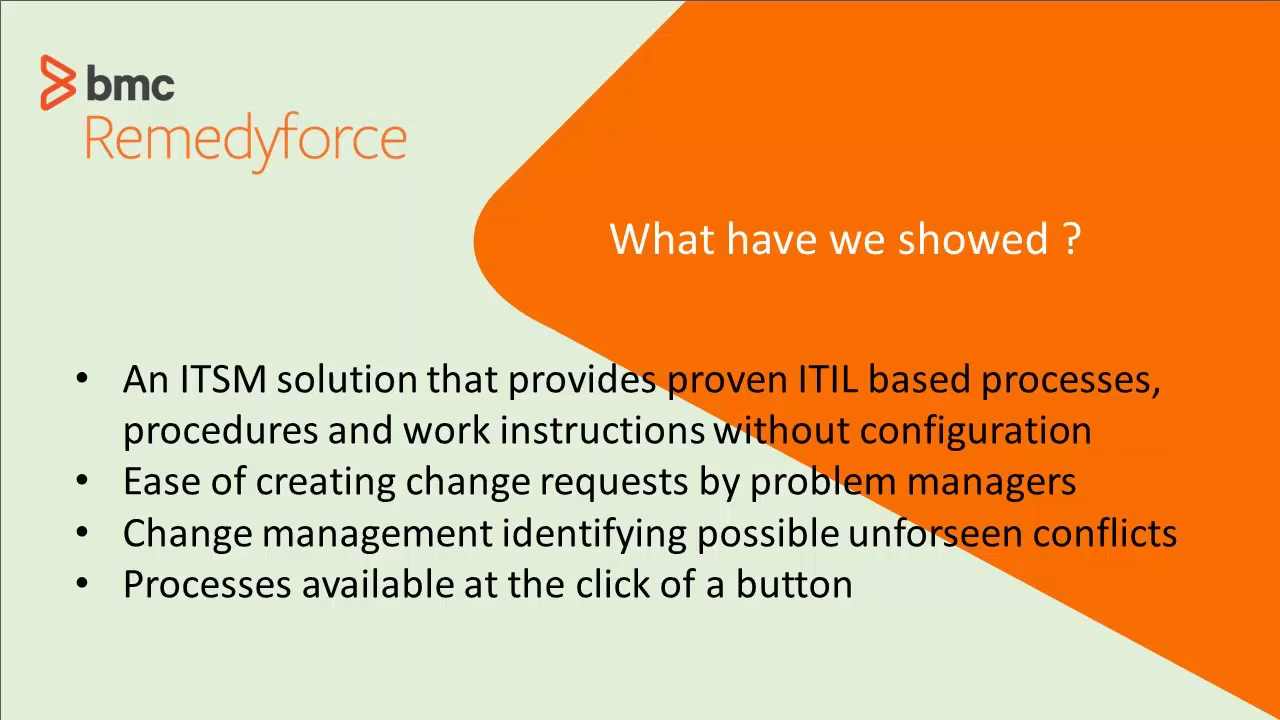 bmc
Remedyforce
What have we showed ?
• An ITSM solution that provides proven ITIL based processes,
procedures and work instructions without configuration
• Ease of creating change requests by problem managers
• Change management identifying possible unforseen conflicts
• Processes available at the click of a button